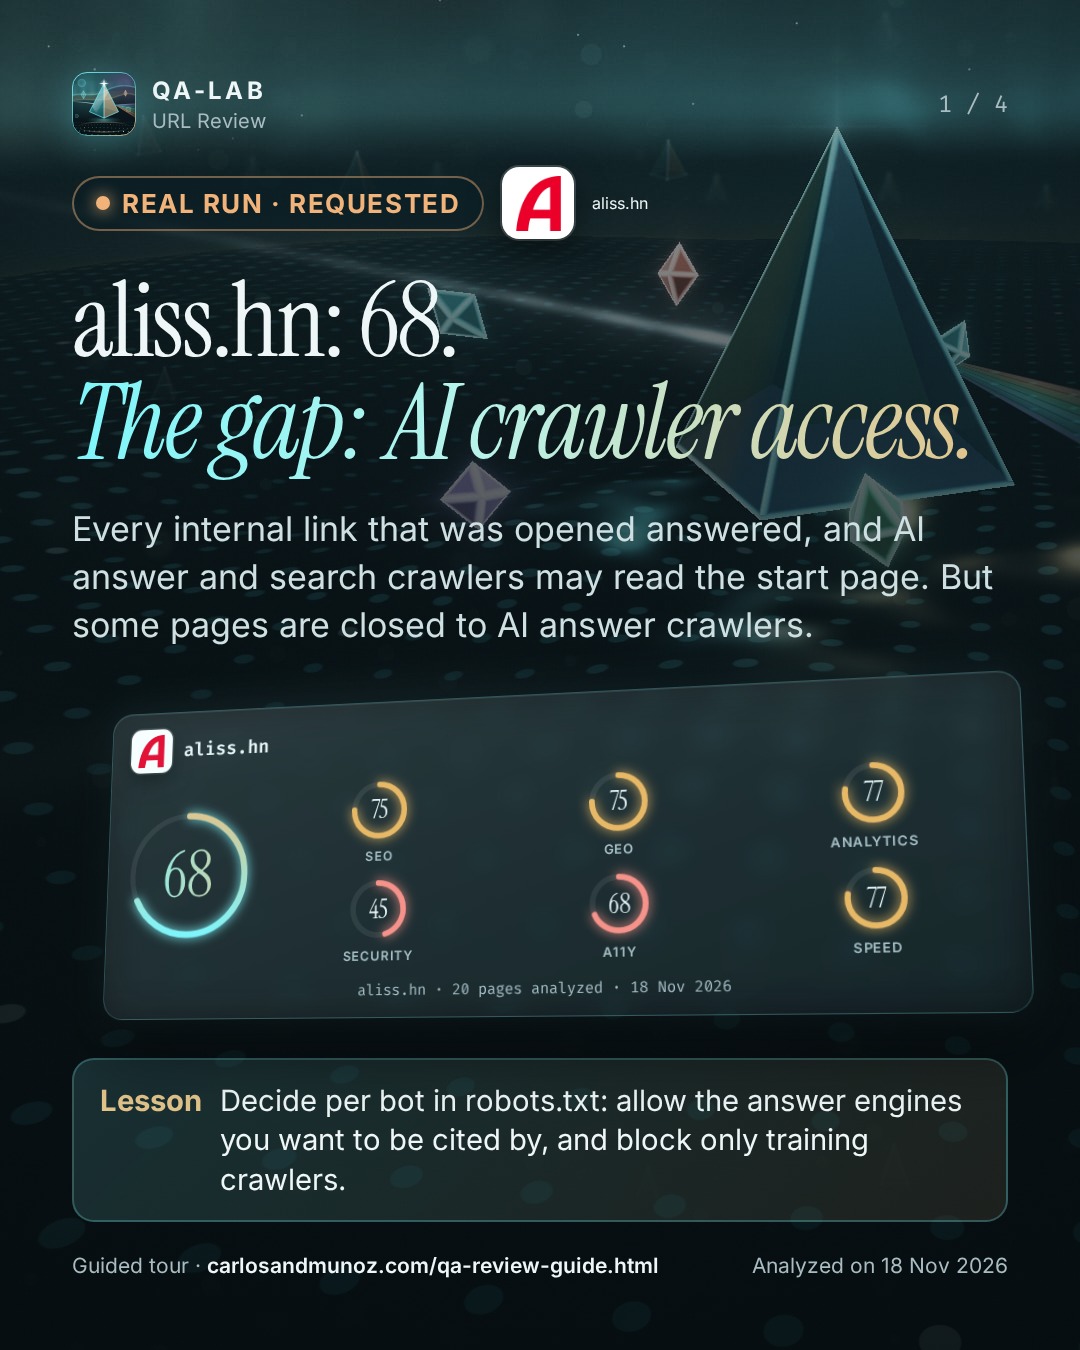 QA-LAB
URL Review
1 / 4
REAL RUN · REQUESTED
A
aliss.hn
aliss.hn: 68.
The gap: AI crawler access.
Every internal link that was opened answered, and AI
answer and search crawlers may read the start page. But
some pages are closed to AI answer crawlers.
A
aliss.hn
68
75
SEO
75
GEO
77
ANALYTICS
45
SECURITY
68
A11Y
77
SPEED
aliss.hn · 20 pages analyzed · 18 Nov 2026
Lesson Decide per bot in robots.txt: allow the answer engines
you want to be cited by, and block only training
crawlers.
Guided tour · carlosandmunoz.com/qa-review-guide.html
Analyzed on 18 Nov 2026